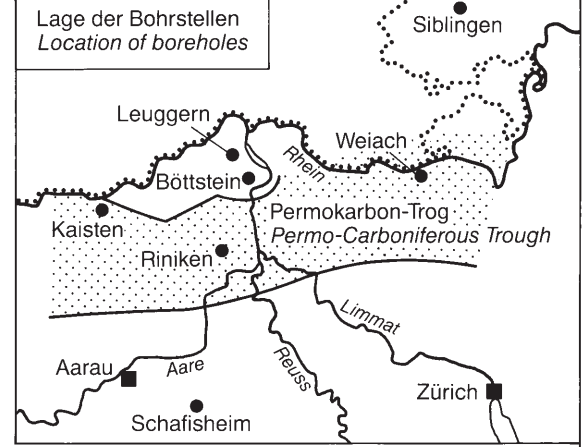 Lage der Bohrstellen
Location of boreholes
Siblingen
Leuggern
Weiach
Rhein
Böttstein
Kaisten
Permokarbon-Trog
Permo-Carboniferous Trough
Riniken
Limmat
Aarau
Aare
Reuss
Zürich
Schafisheim